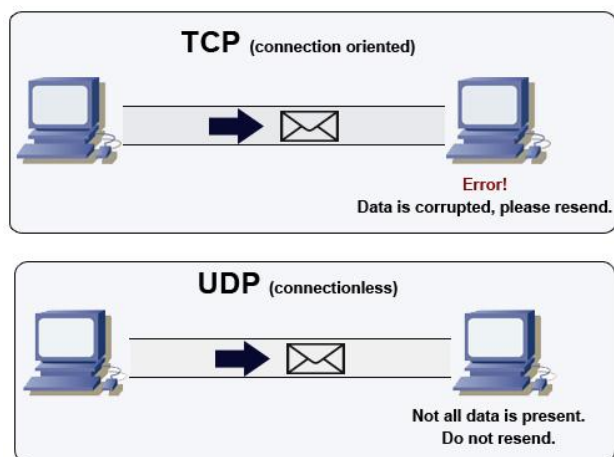 TCP (connection oriented)
Error!
Data is corrupted, please resend.
UDP (connectionless)
Not all data is present.
Do not resend.